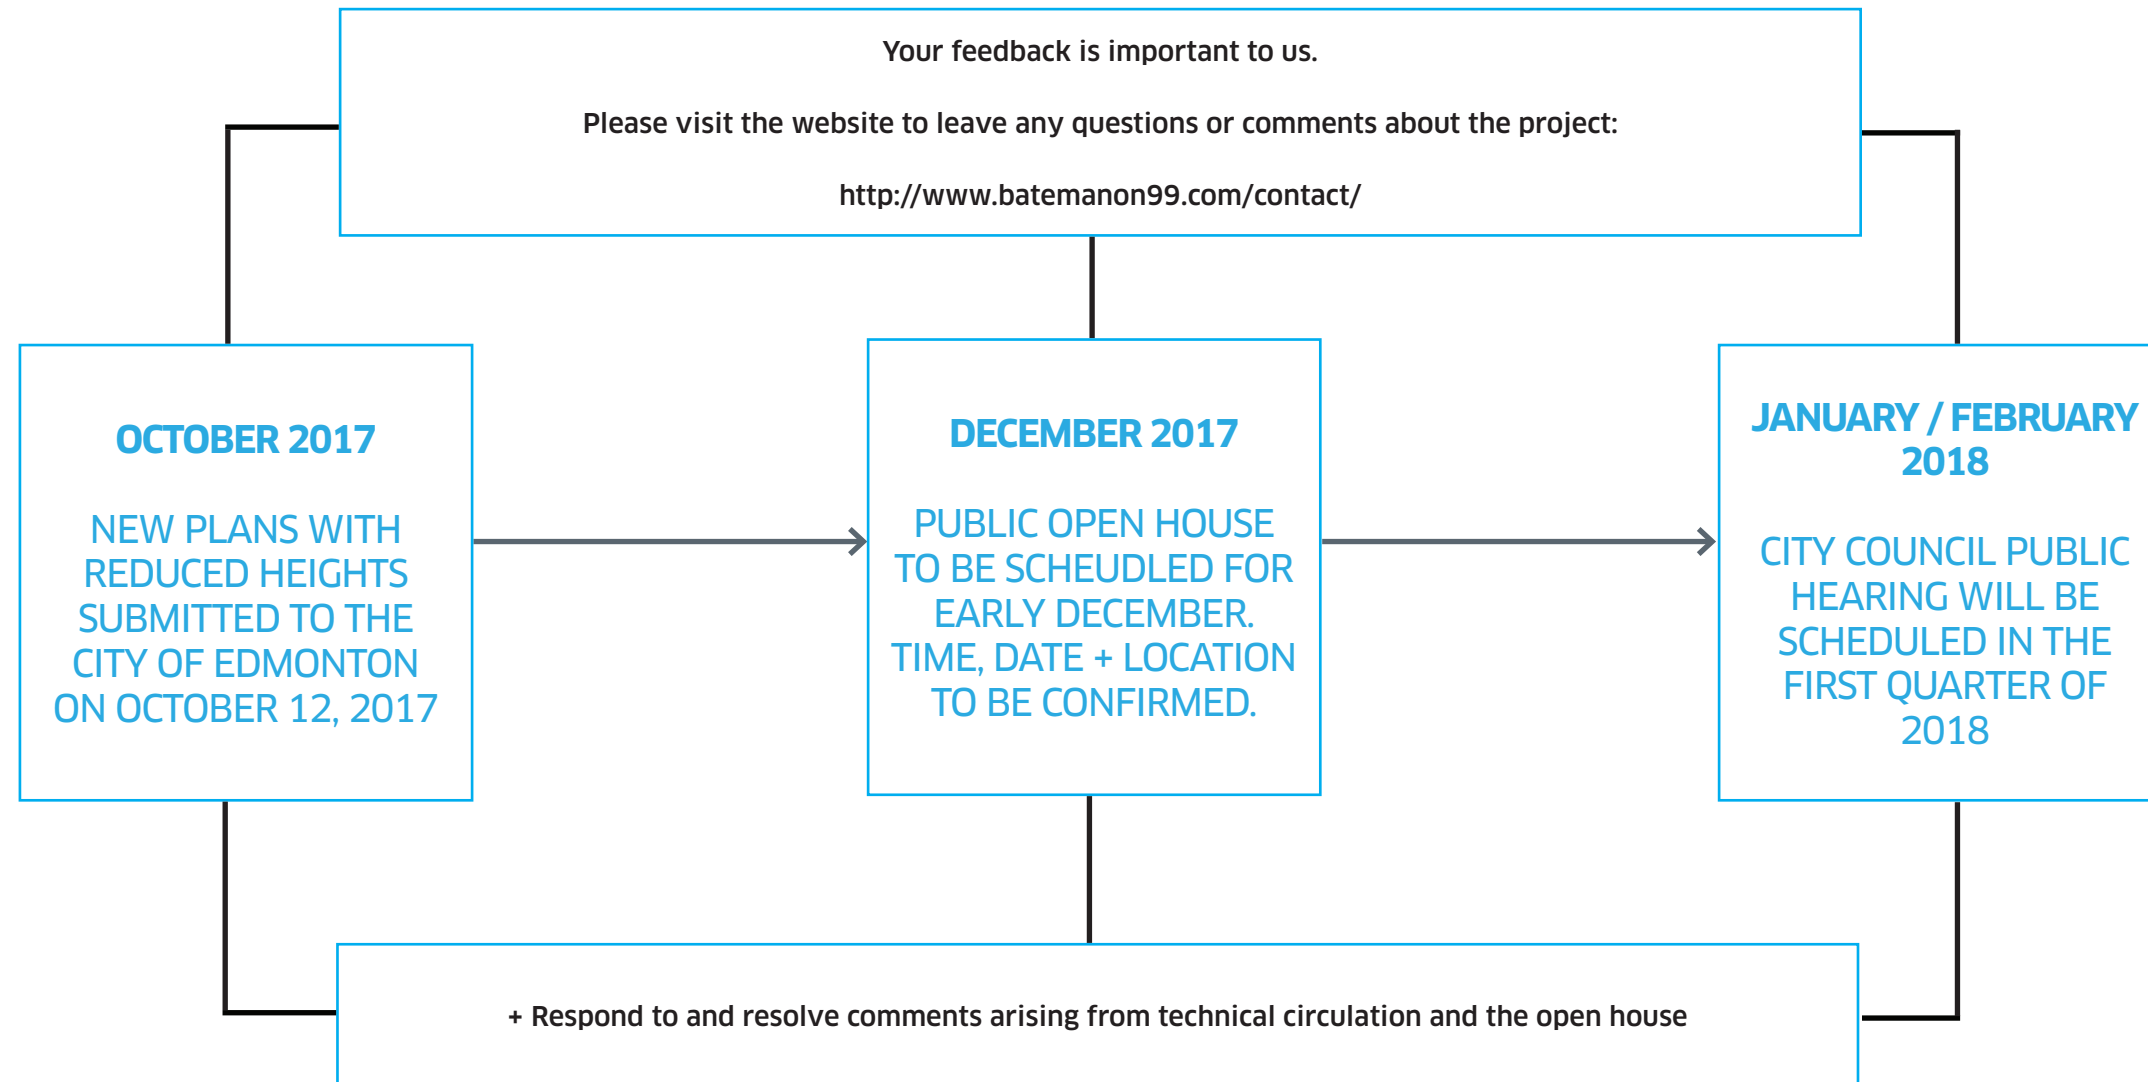 Your feedback is important to us.
Please visit the website to leave any questions or comments about the project:
http://www.batemanon99.com/contact/
OCTOBER 2017
NEW PLANS WITH
REDUCED HEIGHTS
SUBMITTED TO THE
CITY OF EDMONTON
ON OCTOBER 12, 2017
DECEMBER 2017
PUBLIC OPEN HOUSE
TO BE SCHEUDLED FOR
EARLY DECEMBER.
TIME, DATE + LOCATION
TO BE CONFIRMED.
JANUARY / FEBRUARY
2018
CITY COUNCIL PUBLIC
HEARING WILL BE
SCHEDULED IN THE
FIRST QUARTER OF
2018
+ Respond to and resolve comments arising from technical circulation and the open house